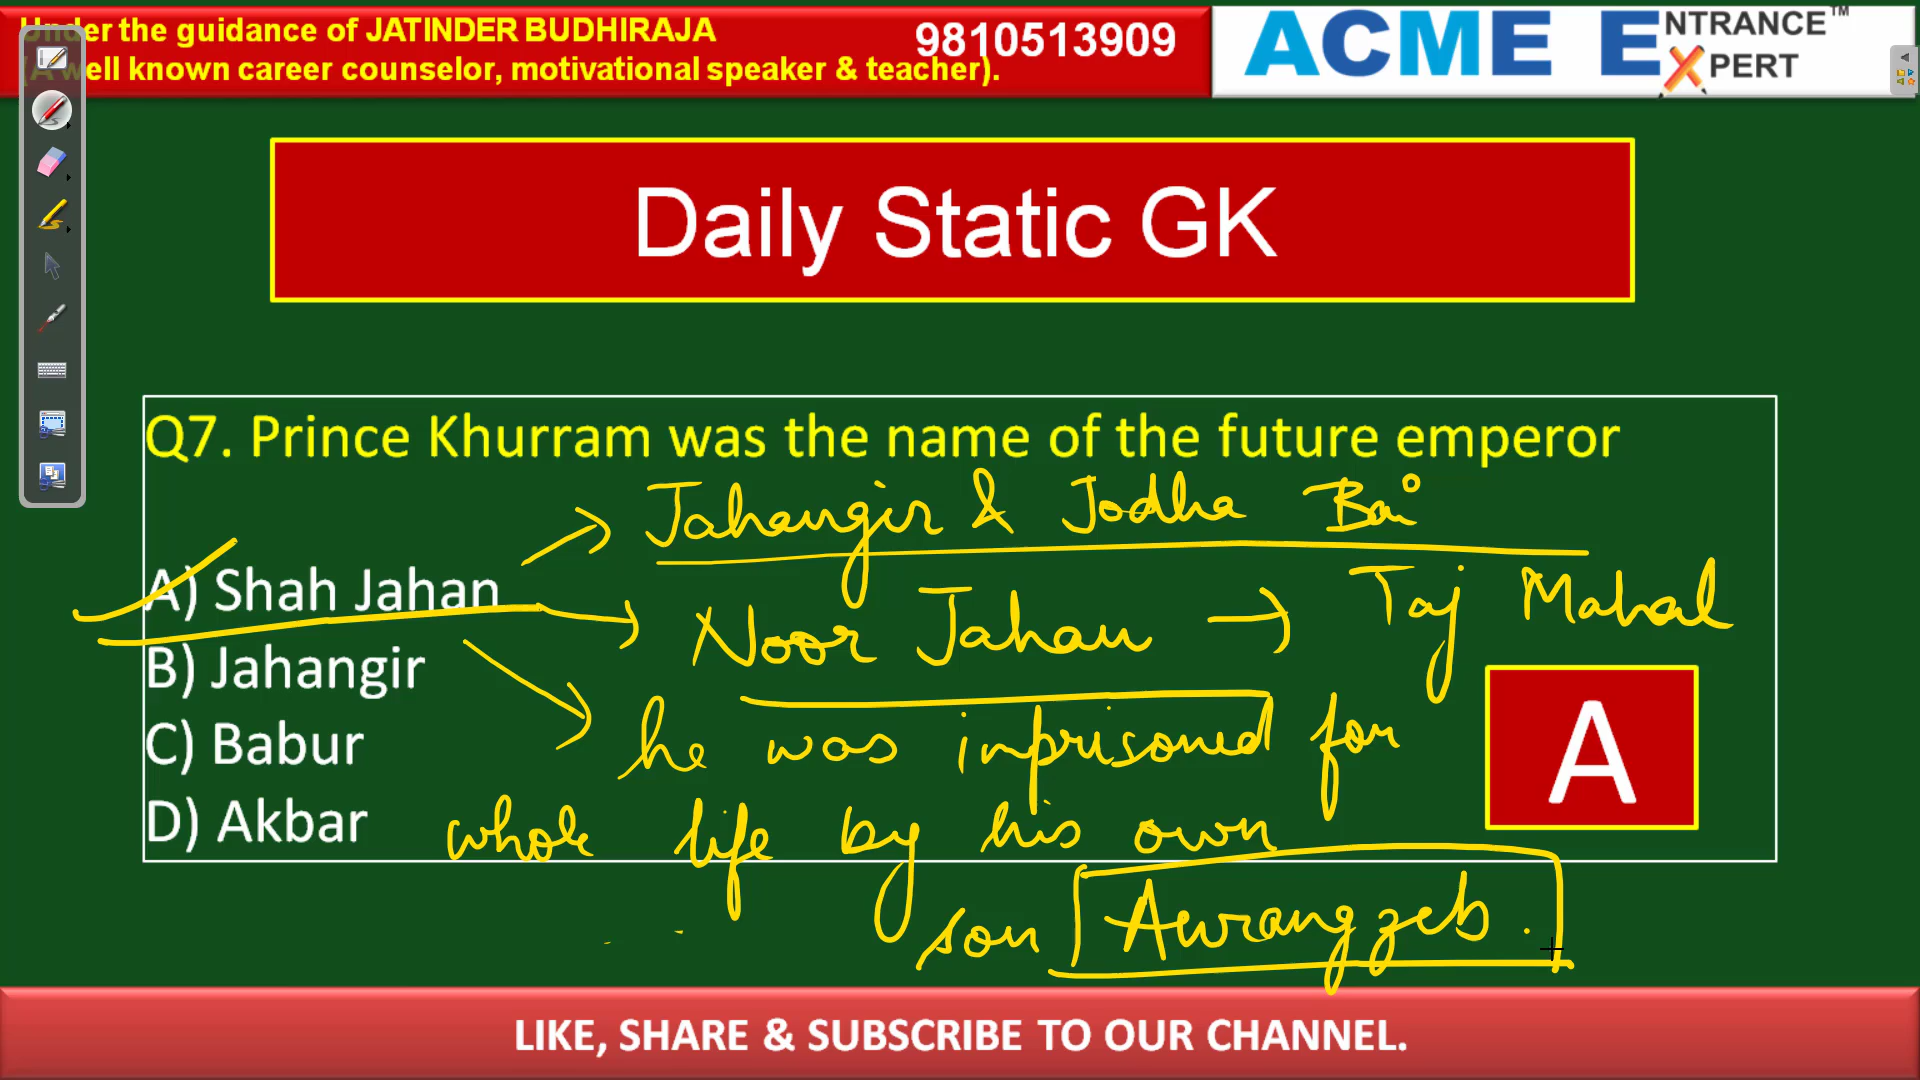 Under the guidance of JATINDER BUDHIRAJA
(A well known career counselor, motivational speaker & teacher).
9810513909
ACME ENTRANCE EXPERT™
Daily Static GK
Q7. Prince Khurram was the name of the future emperor
Jahangir & Jodha Bai
A) Shah Jahan
Noor Jahan → Taj Mahal
B) Jahangir
he was inprisoned for
C) Babur
A
D) Akbar
whole life by his own
son Aurangzeb.
LIKE, SHARE & SUBSCRIBE TO OUR CHANNEL.